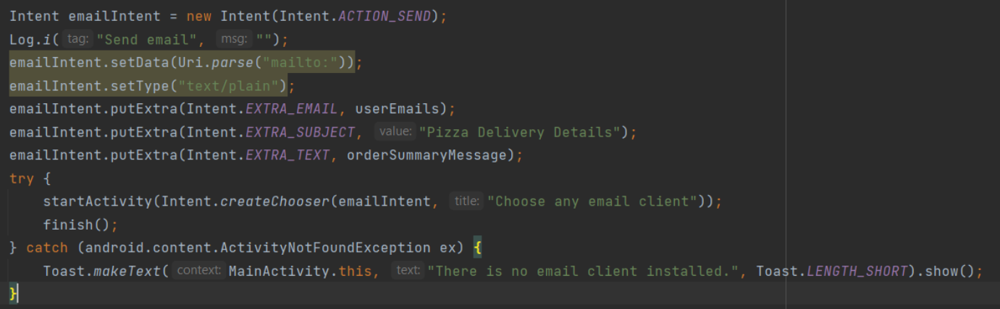 Intent emailIntent = new Intent(Intent.ACTION_SEND);
Log.i( tag: "Send email", msg: "");
emailIntent.setData(Uri.parse("mailto:"));
emailIntent.setType("text/plain");
emailIntent.putExtra(Intent.EXTRA_EMAIL, userEmails);
emailIntent.putExtra(Intent.EXTRA_SUBJECT, value: "Pizza Delivery Details");
emailIntent.putExtra(Intent.EXTRA_TEXT, orderSummaryMessage);
try {
    startActivity(Intent.createChooser(emailIntent, title: "Choose any email client"));
    finish();
} catch (android.content.ActivityNotFoundException ex) {
    Toast.makeText( context: MainActivity.this, text: "There is no email client installed.", Toast.LENGTH_SHORT).show();
}